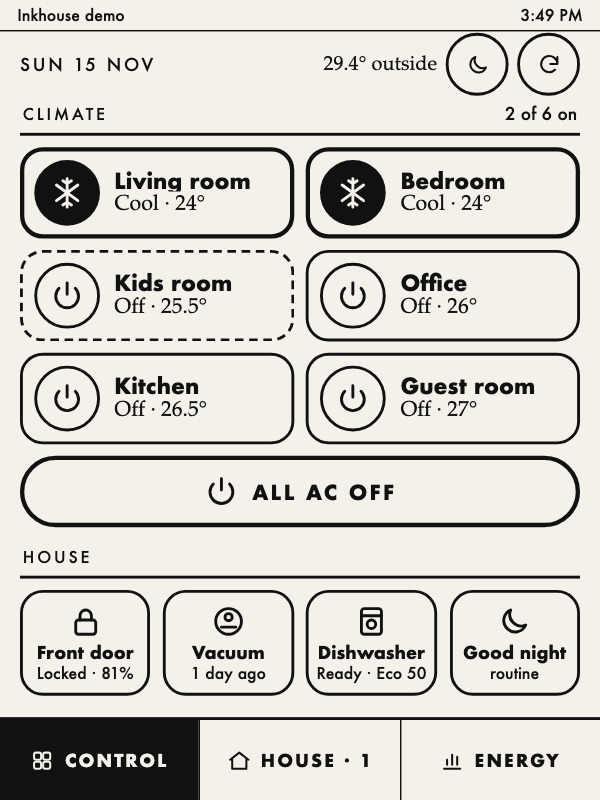 Inkhouse demo
3:49 PM
SUN 15 NOV
29.4° outside
CLIMATE
2 of 6 on
Living room
Cool · 24°
Bedroom
Cool · 24°
Kids room
Off · 25.5°
Office
Off · 26°
Kitchen
Off · 26.5°
Guest room
Off · 27°
ALL AC OFF
HOUSE
Front door
Locked · 81%
Vacuum
1 day ago
Dishwasher
Ready · Eco 50
Good night
routine
CONTROL
HOUSE · 1
ENERGY